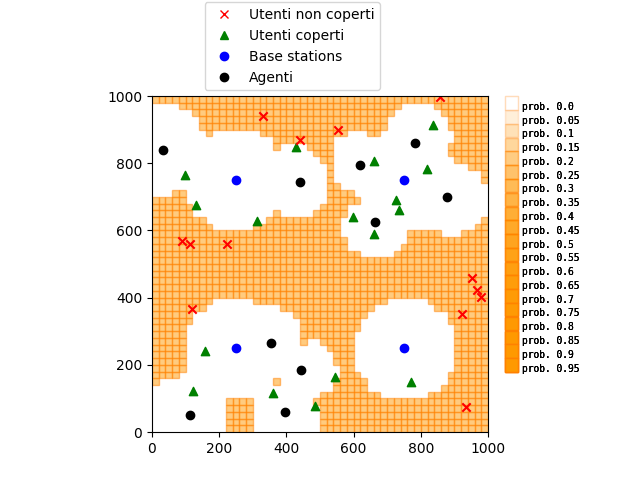 Utenti non coperti
Utenti coperti
Base stations
Agenti
1000
800
600
400
200
0
0 200 400 600 800 1000
prob. 0.0
prob. 0.05
prob. 0.1
prob. 0.15
prob. 0.2
prob. 0.25
prob. 0.3
prob. 0.35
prob. 0.4
prob. 0.45
prob. 0.5
prob. 0.55
prob. 0.6
prob. 0.65
prob. 0.7
prob. 0.75
prob. 0.8
prob. 0.85
prob. 0.9
prob. 0.95